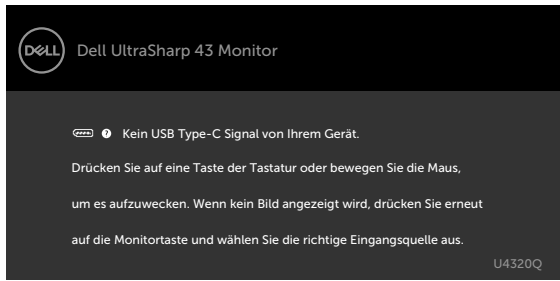 DELL
Dell UltraSharp 43 Monitor
? Kein USB Type-C Signal von Ihrem Gerät.
Drücken Sie auf eine Taste der Tastatur oder bewegen Sie die Maus,
um es aufzuwecken. Wenn kein Bild angezeigt wird, drücken Sie erneut
auf die Monitortaste und wählen Sie die richtige Eingangsquelle aus.
U4320Q